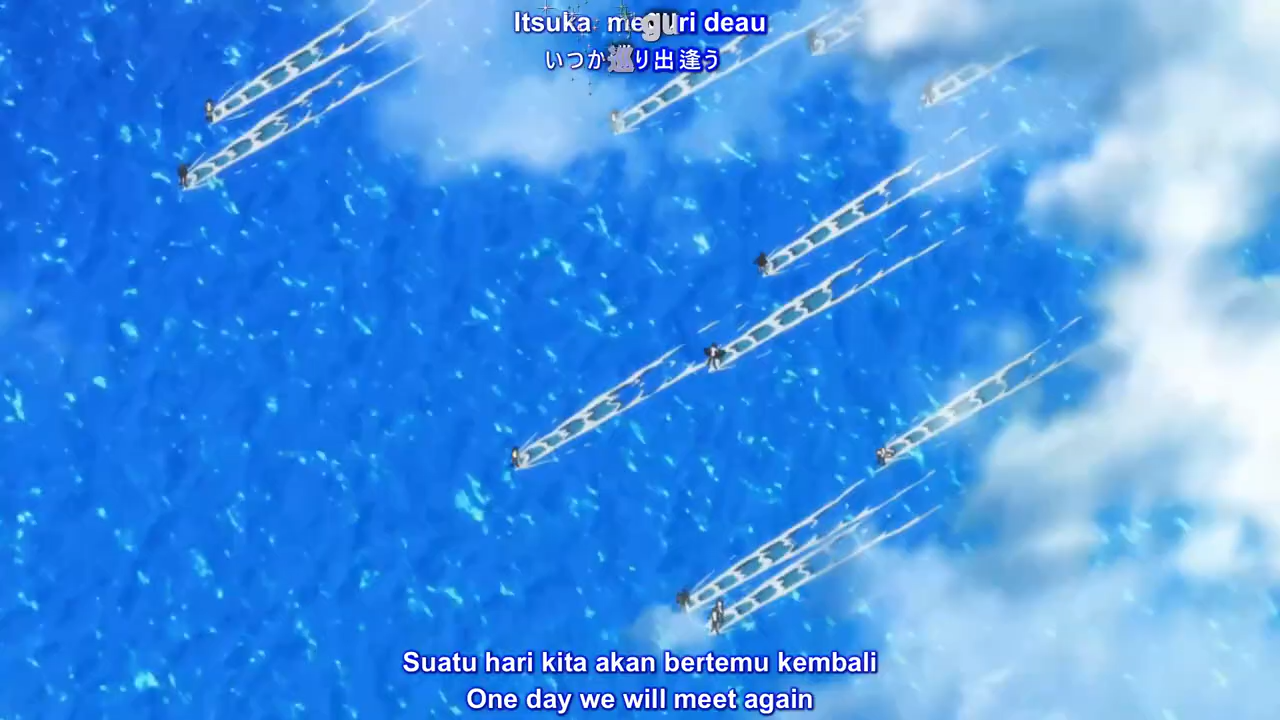 Itsuka meguri deau
いつか巡り出逢う
Suatu hari kita akan bertemu kembali
One day we will meet again